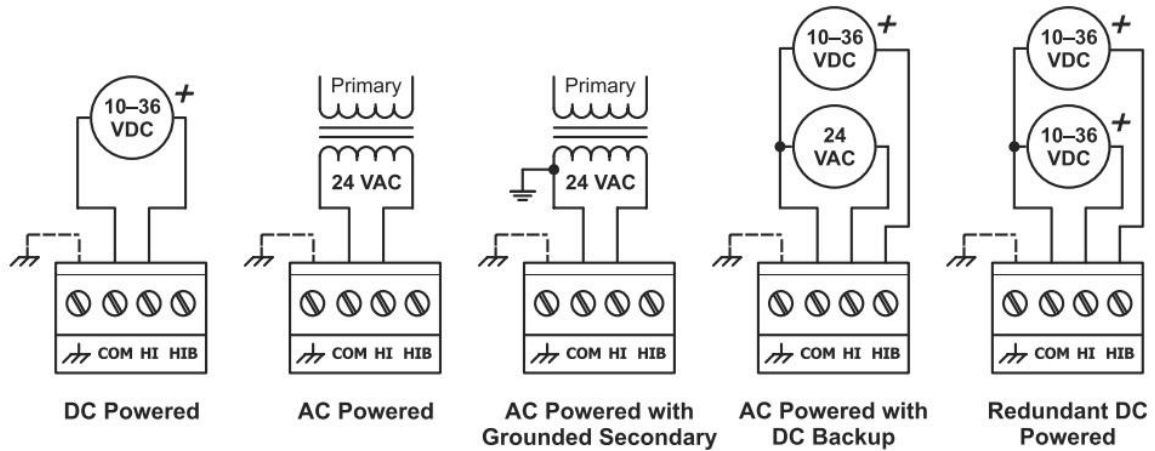 10–36
VDC
+
COM HI HIB
DC Powered
Primary
24 VAC
COM HI HIB
AC Powered
Primary
24 VAC
COM HI HIB
AC Powered with
Grounded Secondary
10–36
VDC
+
24
VAC
COM HI HIB
AC Powered with
DC Backup
10–36
VDC
+
10–36
VDC
+
COM HI HIB
Redundant DC
Powered